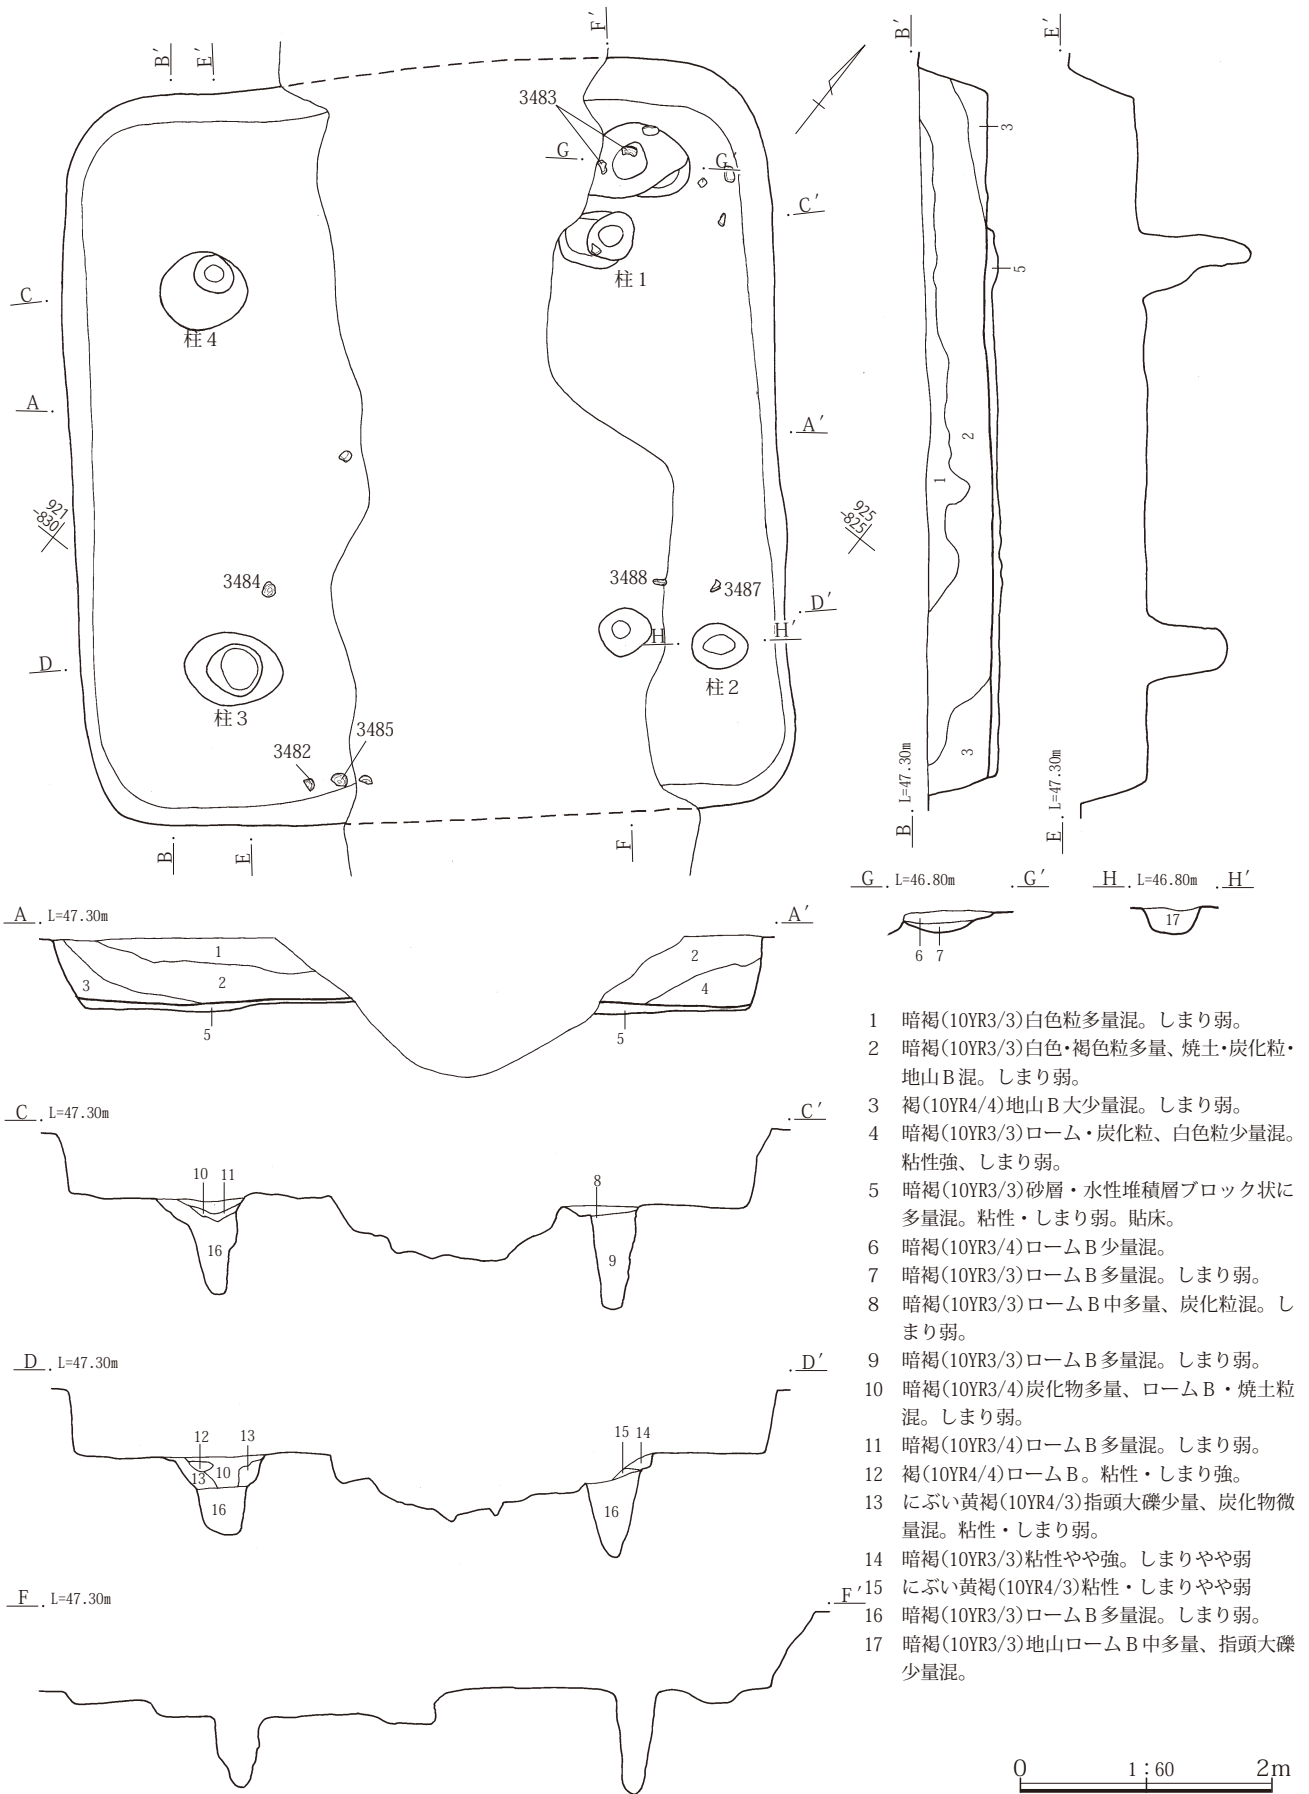 B′
E′
F′
B′
E′
3483
G
G′
C′
3
柱1
5
C
柱4
A
A′
2
1
921
-830
925
-825
3484
3488
3487
D′
H
H′
D
柱2
柱3
3485
3482
3
B
E
F
B L=47.30m
E L=47.30m
G L=46.80m G′
H L=46.80m H′
17
6 7
A L=47.30m A′
1
2
3
2
4
5
5
C L=47.30m C′
10 11
8
16
9
D L=47.30m D′
12 13
15 14
13 10
16
16
F L=47.30m F′
1 暗褐(10YR3/3)白色粒多量混。しまり弱。
2 暗褐(10YR3/3)白色・褐色粒多量、焼土・炭化粒・
地山B混。しまり弱。
3 褐(10YR4/4)地山B大少量混。しまり弱。
4 暗褐(10YR3/3)ローム・炭化粒、白色粒少量混。
粘性強、しまり弱。
5 暗褐(10YR3/3)砂層・水性堆積層ブロック状に
多量混。粘性・しまり弱。貼床。
6 暗褐(10YR3/4)ロームB少量混。
7 暗褐(10YR3/3)ロームB多量混。しまり弱。
8 暗褐(10YR3/3)ロームB中多量、炭化粒混。し
まり弱。
9 暗褐(10YR3/3)ロームB多量混。しまり弱。
10 暗褐(10YR3/4)炭化物多量、ロームB・焼土粒
混。しまり弱。
11 暗褐(10YR3/4)ロームB多量混。しまり弱。
12 褐(10YR4/4)ロームB。粘性・しまり強。
13 にぶい黄褐(10YR4/3)指頭大礫少量、炭化物微
量混。粘性・しまり弱。
14 暗褐(10YR3/3)粘性やや強。しまりやや弱
15 にぶい黄褐(10YR4/3)粘性・しまりやや弱
16 暗褐(10YR3/3)ロームB多量混。しまり弱。
17 暗褐(10YR3/3)地山ロームB中多量、指頭大礫
少量混。
0 1:60 2m